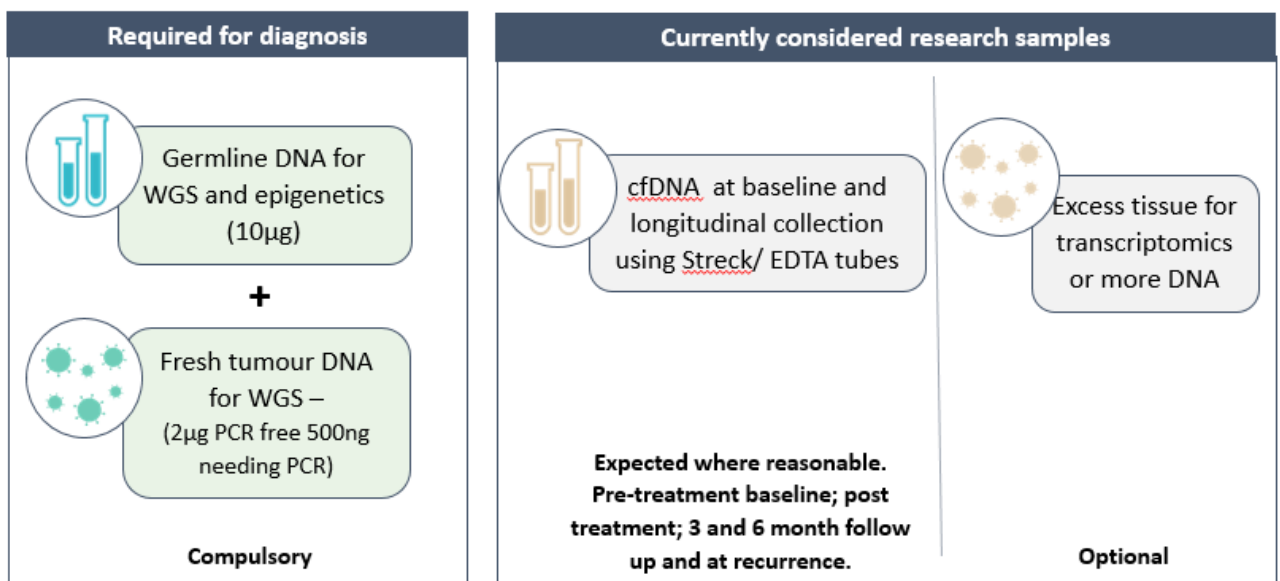 Required for diagnosis
Germline DNA for
WGS and epigenetics
(10µg)
+
Fresh tumour DNA
for WGS –
(2µg PCR free 500ng
needing PCR)
Compulsory
Currently considered research samples
cfDNA at baseline and
longitudinal collection
using Streck/ EDTA tubes
Expected where reasonable.
Pre-treatment baseline; post
treatment; 3 and 6 month follow
up and at recurrence.
Excess tissue for
transcriptomics
or more DNA
Optional